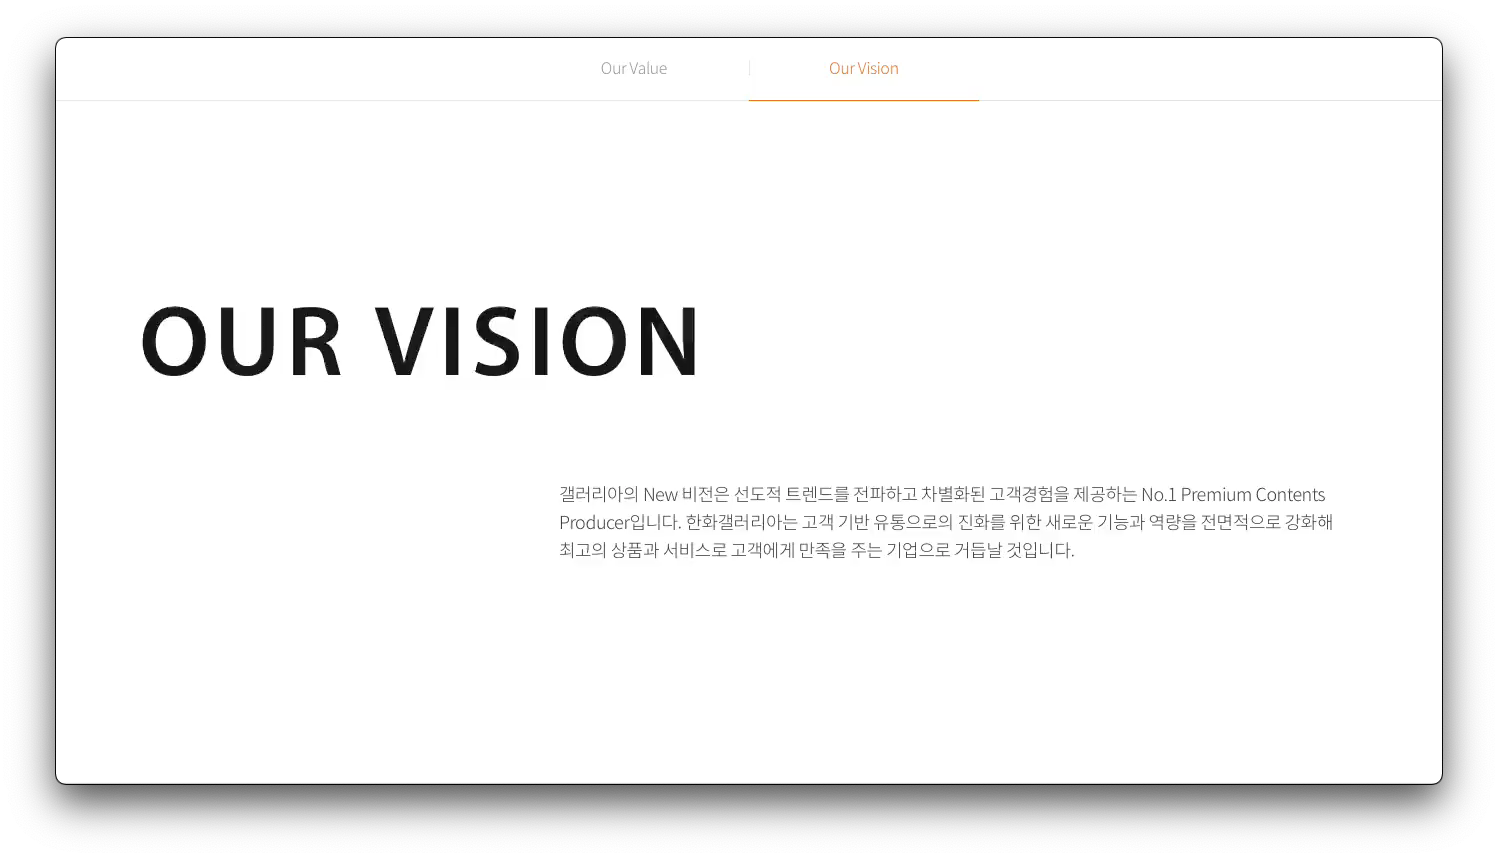 Our Value
Our Vision
OUR VISION
갤러리아의 New 비전은 선도적 트렌드를 전파하고 차별화된 고객경험을 제공하는 No.1 Premium Contents
Producer입니다. 한화갤러리아는 고객 기반 유통으로의 진화를 위한 새로운 기능과 역량을 전면적으로 강화해
최고의 상품과 서비스로 고객에게 만족을 주는 기업으로 거듭날 것입니다.